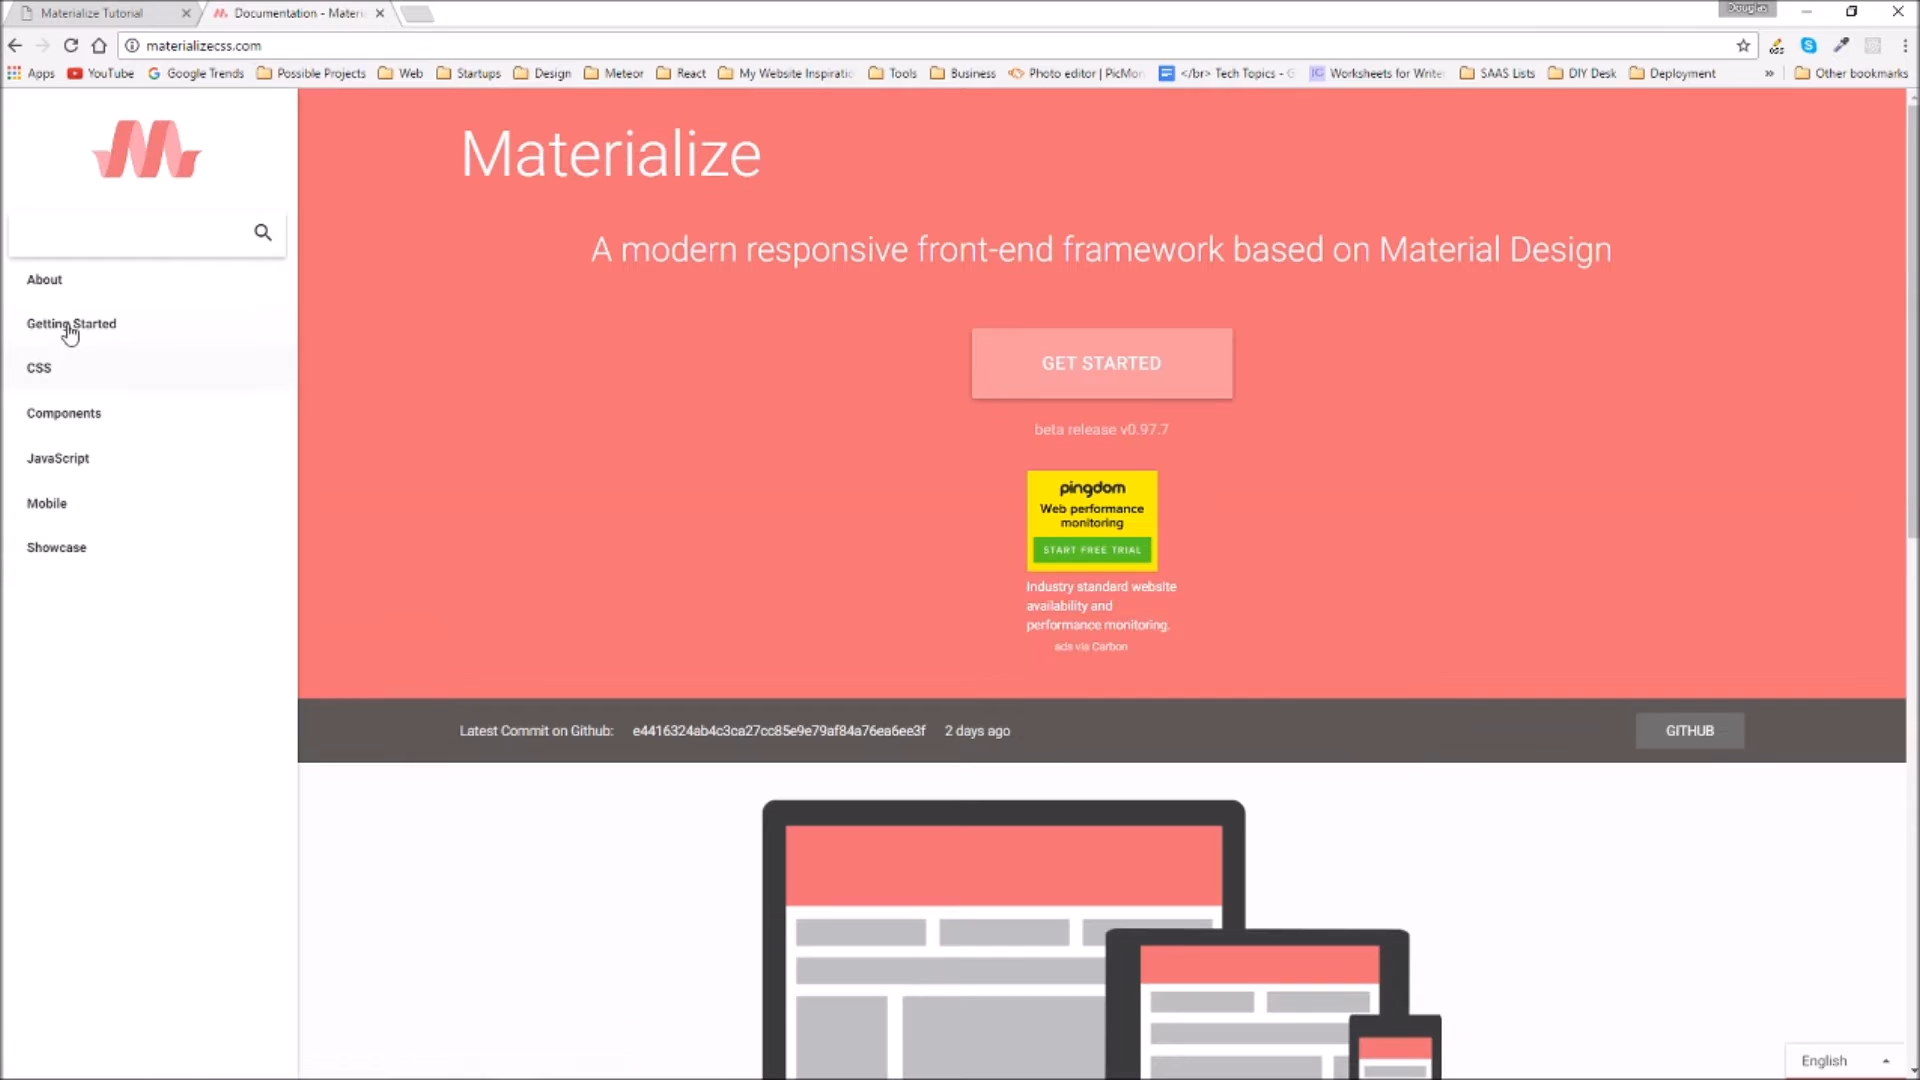 Materialize Tutorial
Documentation - Materi
Douglas
materializecss.com
Apps
YouTube
Google Trends
Possible Projects
Web
Startups
Design
Meteor
React
My Website Inspiratic
Tools
Business
Photo editor | PicMon
</br> Tech Topics - G
Worksheets for Write
SAAS Lists
DIY Desk
Deployment
»
Other bookmarks
About
Getting Started
CSS
Components
JavaScript
Mobile
Showcase
Materialize
A modern responsive front-end framework based on Material Design
GET STARTED
beta release v0.97.7
pingdom
Web performance
monitoring
START FREE TRIAL
Industry standard website
availability and
performance monitoring.
ads via Carbon
Latest Commit on Github: e4416324ab4c3ca27cc85e9e79af84a76ea6ee3f 2 days ago
GITHUB
English